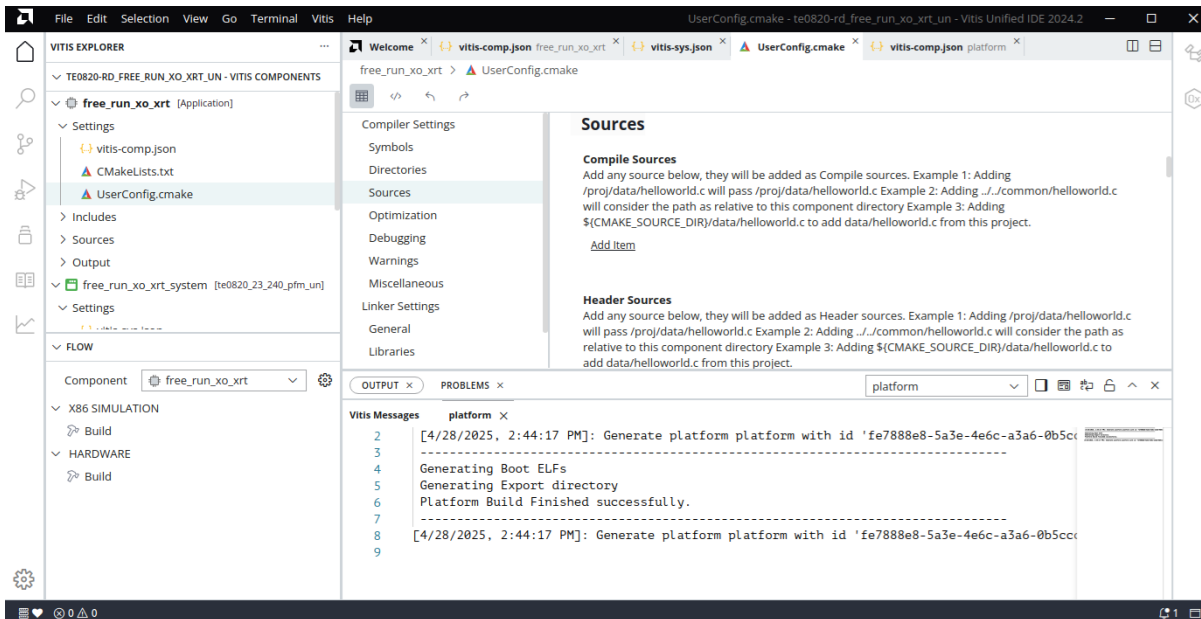 File Edit Selection View Go Terminal Vitis Help
UserConfig.cmake - te0820-rd_free_run_xo_xrt_un - Vitis Unified IDE 2024.2
VITIS EXPLORER
TE0820-RD_FREE_RUN_XO_XRT_UN - VITIS COMPONENTS
free_run_xo_xrt [Application]
Settings
vitis-comp.json
CMakeLists.txt
UserConfig.cmake
Includes
Sources
Output
free_run_xo_xrt_system [te0820_23_240_pfm_un]
Settings
FLOW
Component free_run_xo_xrt
X86 SIMULATION
Build
HARDWARE
Build
Welcome vitis-comp.json free_run_xo_xrt vitis-sys.json UserConfig.cmake vitis-comp.json platform
free_run_xo_xrt > UserConfig.cmake
Compiler Settings
Symbols
Directories
Sources
Optimization
Debugging
Warnings
Miscellaneous
Linker Settings
General
Libraries
Sources
Compile Sources
Add any source below, they will be added as Compile sources. Example 1: Adding
/proj/data/helloworld.c will pass /proj/data/helloworld.c Example 2: Adding ../../common/helloworld.c
will consider the path as relative to this component directory Example 3: Adding
${CMAKE_SOURCE_DIR}/data/helloworld.c to add data/helloworld.c from this project.
Add Item
Header Sources
Add any source below, they will be added as Header sources. Example 1: Adding /proj/data/helloworld.c
will pass /proj/data/helloworld.c Example 2: Adding ../../common/helloworld.c will consider the path as
relative to this component directory Example 3: Adding ${CMAKE_SOURCE_DIR}/data/helloworld.c to
add data/helloworld.c from this project.
OUTPUT PROBLEMS platform
Vitis Messages platform
2 [4/28/2025, 2:44:17 PM]: Generate platform platform with id 'fe7888e8-5a3e-4e6c-a3a6-0b5cc
3 --------------------------------------------------------------------------------
4 Generating Boot ELFs
5 Generating Export directory
6 Platform Build Finished successfully.
7 --------------------------------------------------------------------------------
8 [4/28/2025, 2:44:17 PM]: Generate platform platform with id 'fe7888e8-5a3e-4e6c-a3a6-0b5ccc
9
0 0
1